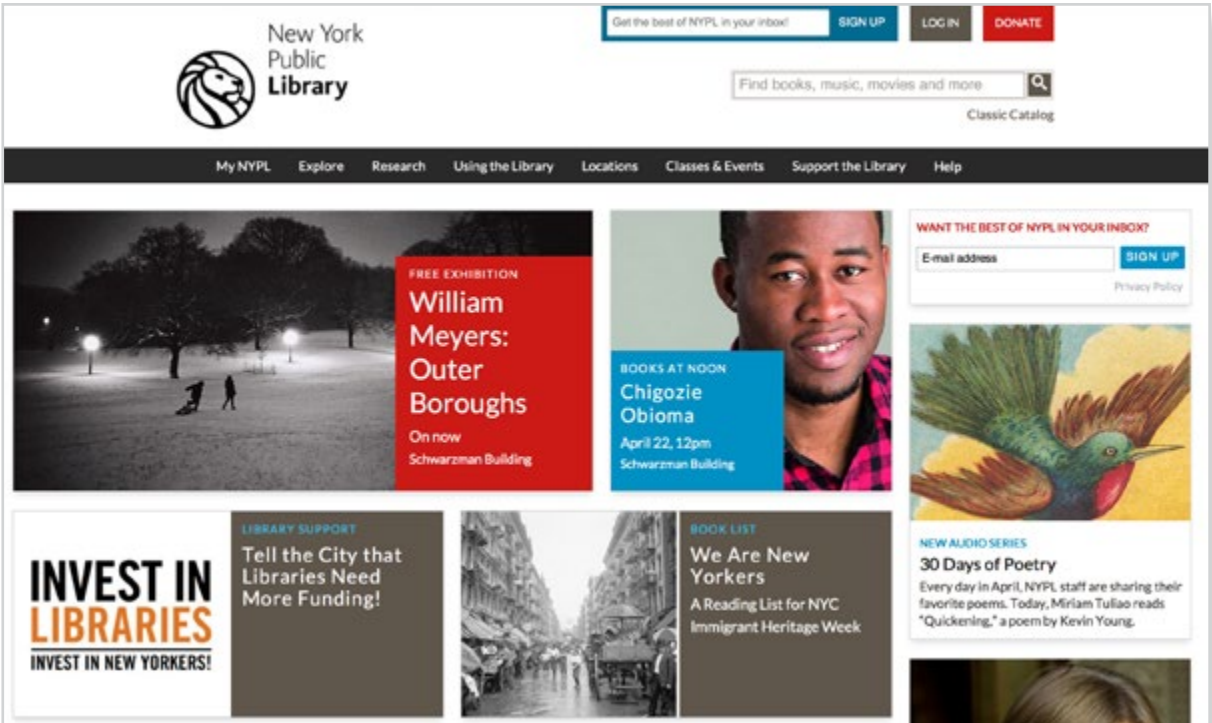 New York
Public
Library
Get the best of NYPL in your inbox!
SIGN UP
LOG IN
DONATE
Find books, music, movies and more
Classic Catalog
My NYPL
Explore
Research
Using the Library
Locations
Classes & Events
Support the Library
Help
FREE EXHIBITION
William
Meyers:
Outer
Boroughs
On now
Schwarzman Building
BOOKS AT NOON
Chigozie
Obioma
April 22, 12pm
Schwarzman Building
WANT THE BEST OF NYPL IN YOUR INBOX?
E-mail address
SIGN UP
Privacy Policy
NEW AUDIO SERIES
30 Days of Poetry
Every day in April, NYPL staff are sharing their
favorite poems. Today, Miriam Tuliao reads
"Quickening," a poem by Kevin Young.
INVEST IN
LIBRARIES
INVEST IN NEW YORKERS!
LIBRARY SUPPORT
Tell the City that
Libraries Need
More Funding!
BOOK LIST
We Are New
Yorkers
A Reading List for NYC
Immigrant Heritage Week